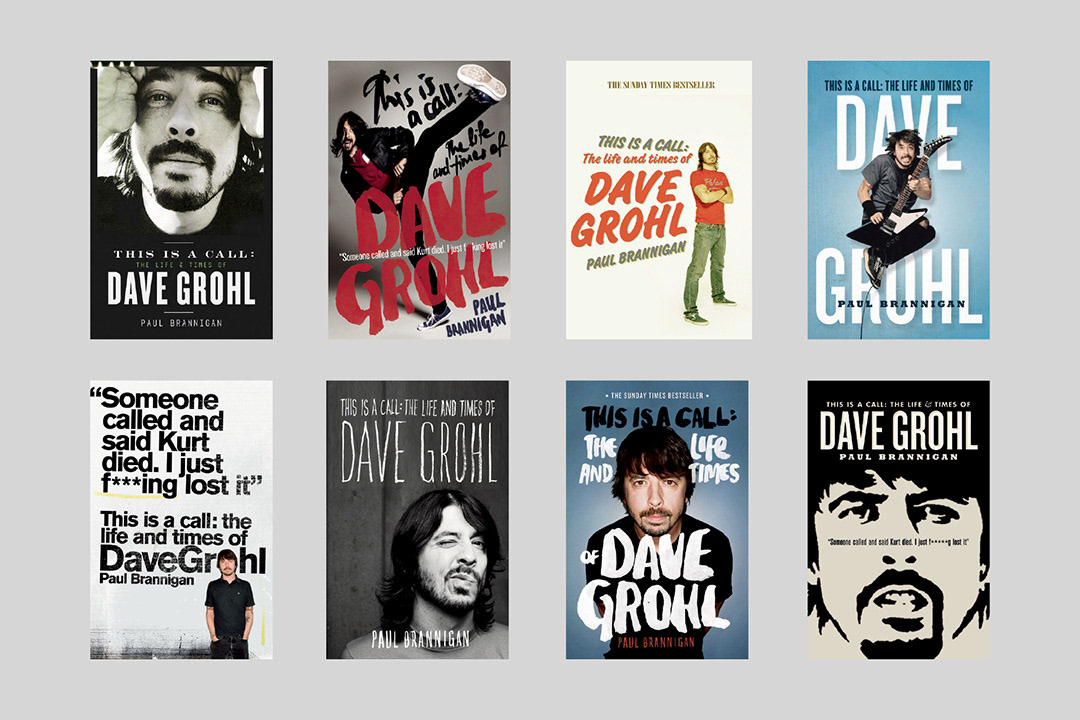 THIS IS A CALL:
THE LIFE & TIMES OF
DAVE GROHL
PAUL BRANNIGAN
This is
a call:
the life
and times of
DAVE
"Someone called and said Kurt died. I just f**king lost it"
GROHL
PAUL
BRANNIGAN
THE SUNDAY TIMES BESTSELLER
THIS IS A CALL:
The life and times of
DAVE
GROHL
PAUL BRANNIGAN
THIS IS A CALL: THE LIFE AND TIMES OF
DAVE
GROHL
PAUL BRANNIGAN
“Someone
called and
said Kurt
died. I just
f***ing lost it”
This is a call: the
life and times of
DaveGrohl
Paul Brannigan
THIS IS A CALL: THE LIFE AND TIMES OF
DAVE GROHL
PAUL BRANNIGAN
• THE SUNDAY TIMES BESTSELLER •
THIS IS A CALL:
THE LIFE
AND TIMES
OF DAVE
GROHL
PAUL BRANNIGAN
THIS IS A CALL: THE LIFE & TIMES OF
DAVE GROHL
PAUL BRANNIGAN
"Someone called and said Kurt died. I just f*****g lost it"